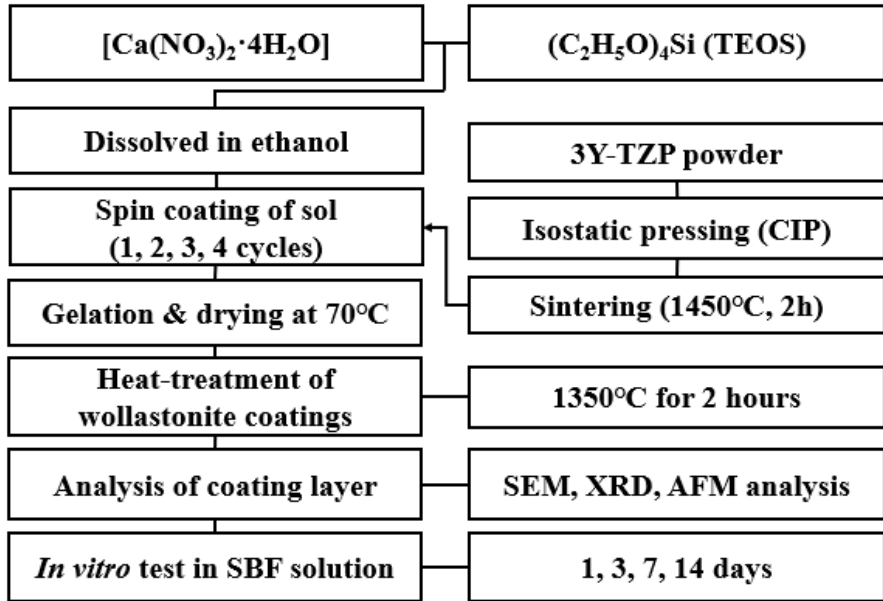 [Ca(NO₃)₂·4H₂O]
(C₂H₅O)₄Si (TEOS)
Dissolved in ethanol
3Y-TZP powder
Spin coating of sol
(1, 2, 3, 4 cycles)
Isostatic pressing (CIP)
Gelation & drying at 70℃
Sintering (1450℃, 2h)
Heat-treatment of
wollastonite coatings
1350℃ for 2 hours
Analysis of coating layer
SEM, XRD, AFM analysis
In vitro test in SBF solution
1, 3, 7, 14 days